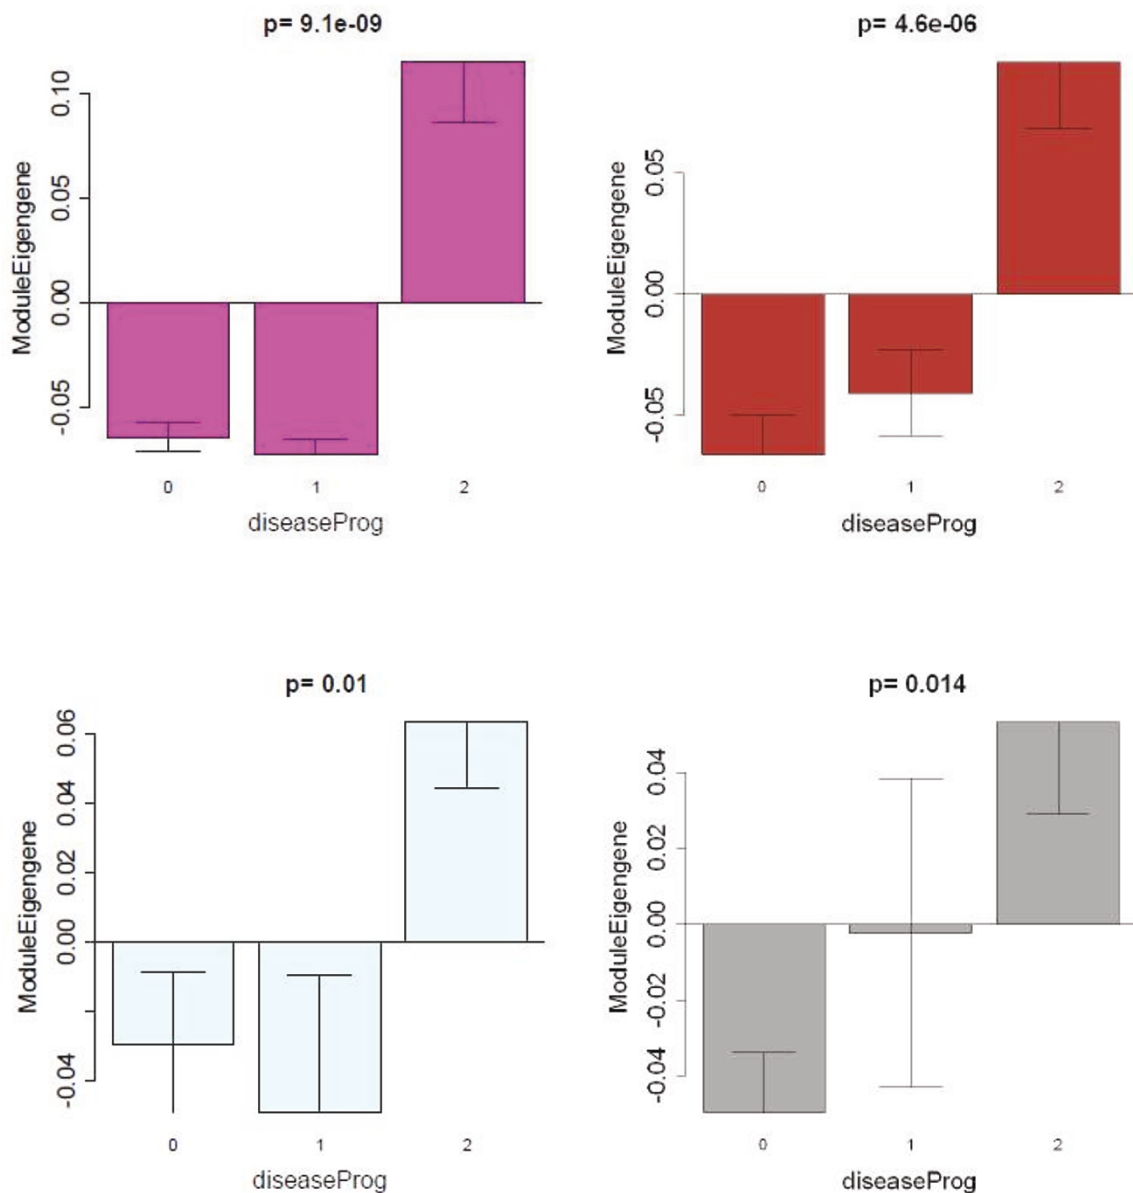 p= 9.1e-09
ModuleEigengene
0.10
0.05
0.00
-0.05
0 1 2
diseaseProg
p= 4.6e-06
ModuleEigengene
0.05
0.00
-0.05
0 1 2
diseaseProg
p= 0.01
ModuleEigengene
0.06
0.04
0.02
0.00
-0.04
0 1 2
diseaseProg
p= 0.014
ModuleEigengene
0.04
0.02
0.00
-0.02
-0.04
0 1 2
diseaseProg